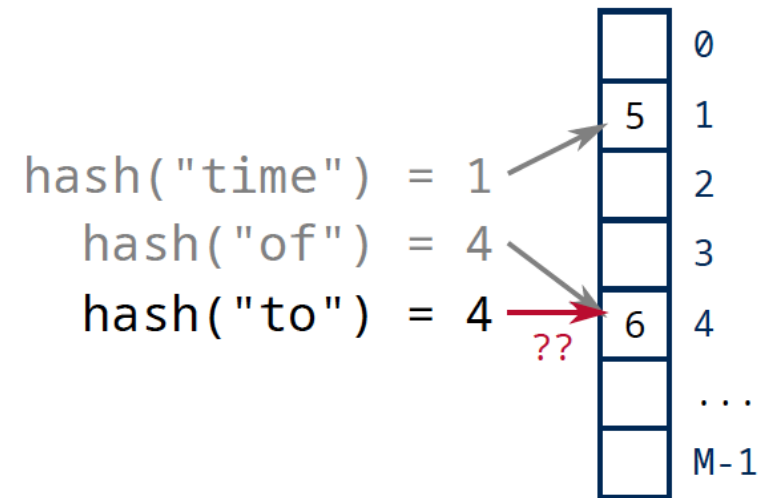 0
5 1
hash("time") = 1
2
hash("of") = 4
3
hash("to") = 4
6 4
??
...
M-1